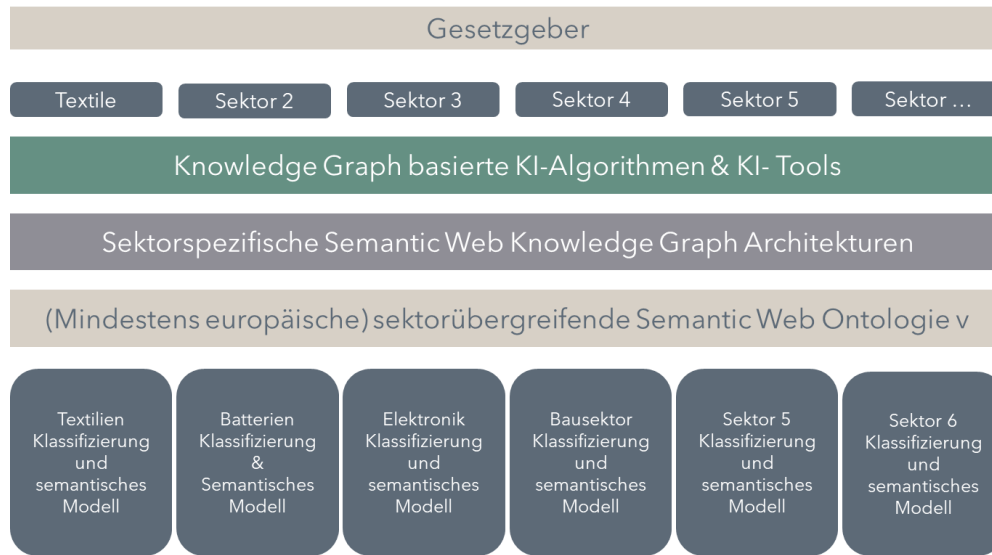 Gesetzgeber
Textile
Sektor 2
Sektor 3
Sektor 4
Sektor 5
Sektor ...
Knowledge Graph basierte KI-Algorithmen & KI- Tools
Sektorspezifische Semantic Web Knowledge Graph Architekturen
(Mindestens europäische) sektorübergreifende Semantic Web Ontologie v
Textilien
Klassifizierung
und
semantisches
Modell
Batterien
Klassifizierung
&
Semantisches
Modell
Elektronik
Klassifizierung
und
semantisches
Modell
Bausektor
Klassifizierung
und
semantisches
Modell
Sektor 5
Klassifizierung
und
semantisches
Modell
Sektor 6
Klassifizierung
und
semantisches
Modell